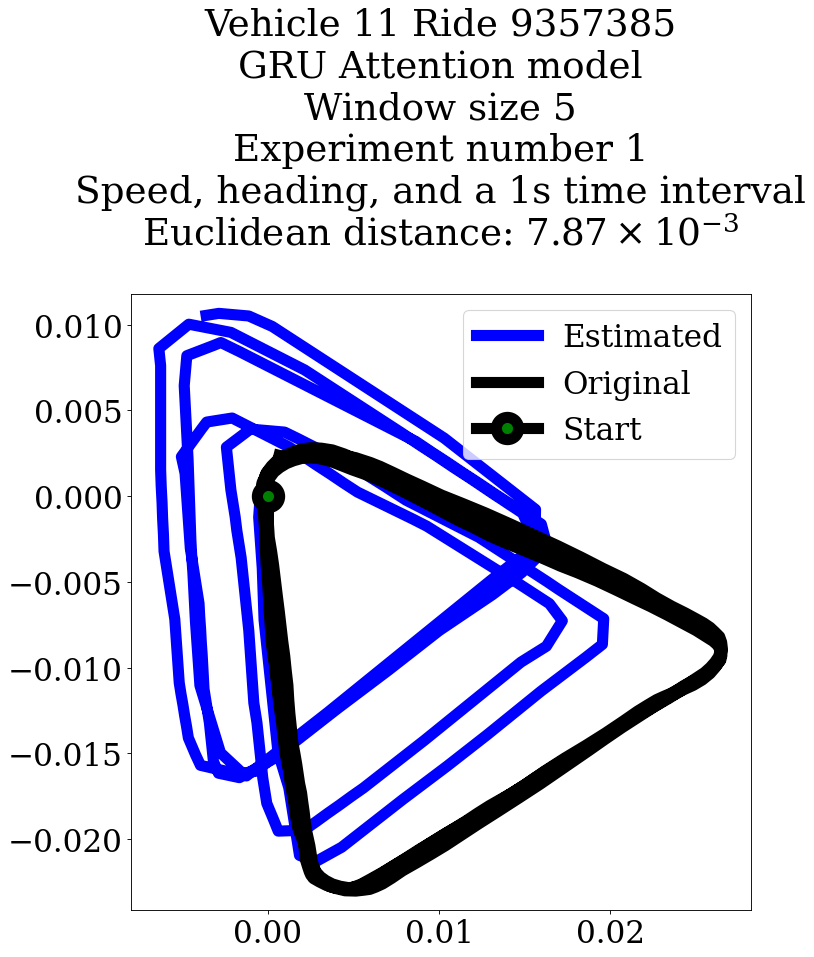 Vehicle 11 Ride 9357385
GRU Attention model
Window size 5
Experiment number 1
Speed, heading, and a 1s time interval
Euclidean distance: 7.87 × 10⁻³
Estimated
Original
Start
0.010
0.005
0.000
−0.005
−0.010
−0.015
−0.020
0.00 0.01 0.02